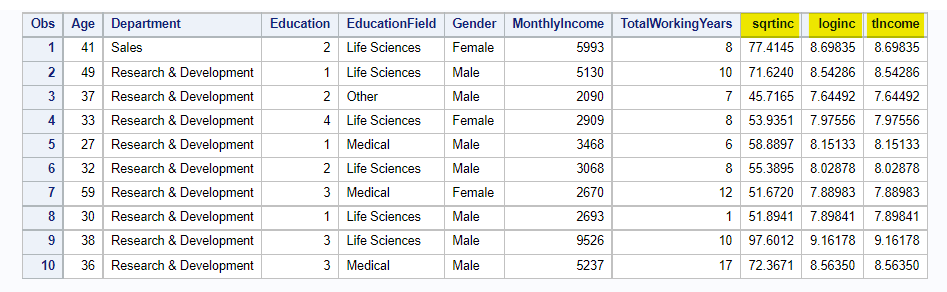 Obs Age Department Education EducationField Gender MonthlyIncome TotalWorkingYears sqrtinc loginc tIncome
1 41 Sales 2 Life Sciences Female 5993 8 77.4145 8.69835 8.69835
2 49 Research & Development 1 Life Sciences Male 5130 10 71.6240 8.54286 8.54286
3 37 Research & Development 2 Other Male 2090 7 45.7165 7.64492 7.64492
4 33 Research & Development 4 Life Sciences Female 2909 8 53.9351 7.97556 7.97556
5 27 Research & Development 1 Medical Male 3468 6 58.8897 8.15133 8.15133
6 32 Research & Development 2 Life Sciences Male 3068 8 55.3895 8.02878 8.02878
7 59 Research & Development 3 Medical Female 2670 12 51.6720 7.88983 7.88983
8 30 Research & Development 1 Life Sciences Male 2693 1 51.8941 7.89841 7.89841
9 38 Research & Development 3 Life Sciences Male 9526 10 97.6012 9.16178 9.16178
10 36 Research & Development 3 Medical Male 5237 17 72.3671 8.56350 8.56350